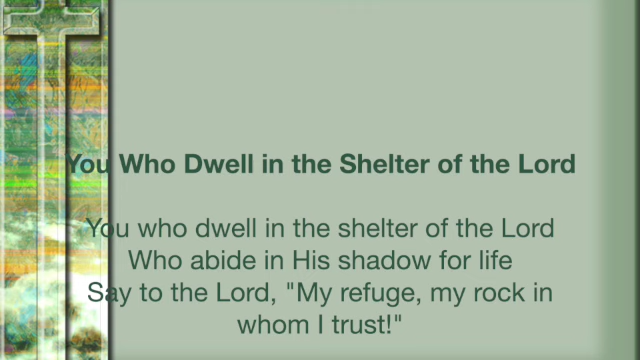 You Who Dwell in the Shelter of the Lord
You who dwell in the shelter of the Lord
Who abide in His shadow for life
Say to the Lord, "My refuge, my rock in
whom I trust!"